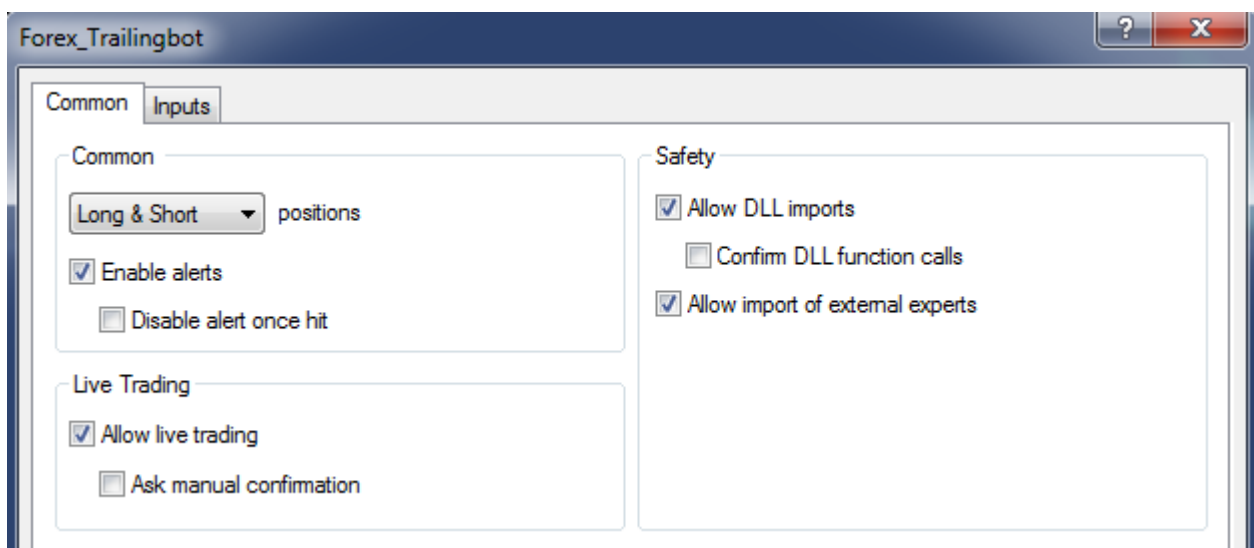 Forex_Trailingbot
?
X
Common
Inputs
Common
Long & Short
positions
Enable alerts
Disable alert once hit
Live Trading
Allow live trading
Ask manual confirmation
Safety
Allow DLL imports
Confirm DLL function calls
Allow import of external experts